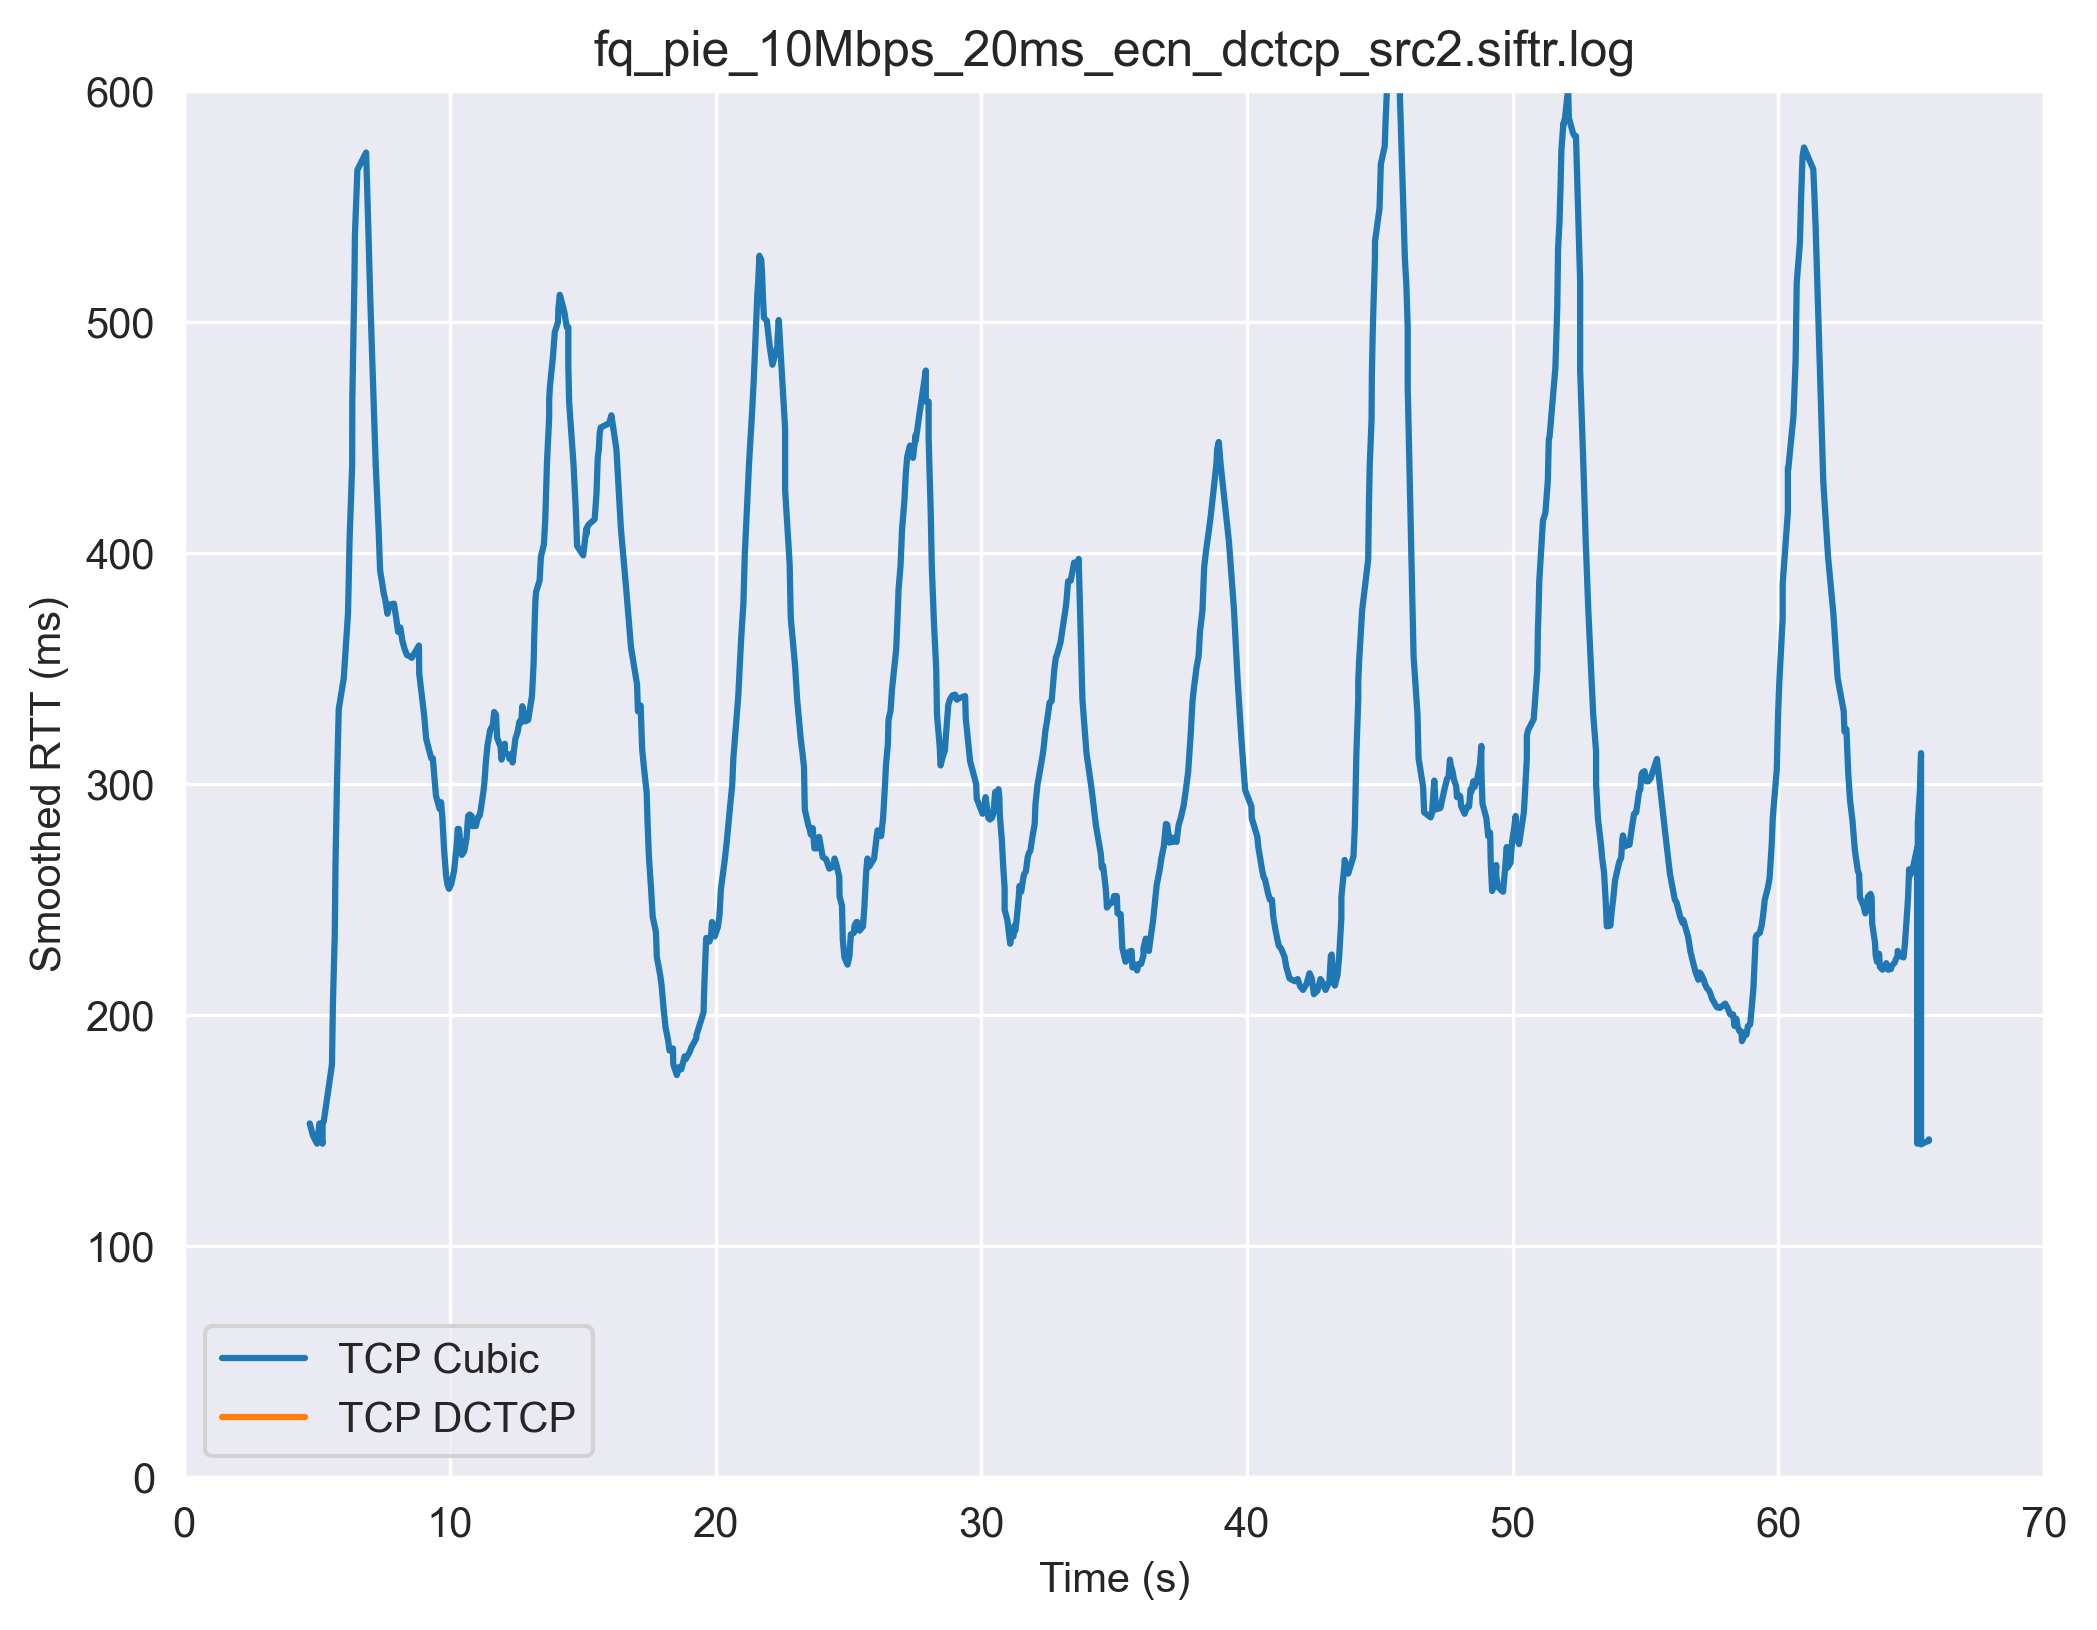 fq_pie_10Mbps_20ms_ecn_dctcp_src2.siftr.log
600
500
400
300
200
100
0
Smoothed RTT (ms)
TCP Cubic
TCP DCTCP
0 10 20 30 40 50 60 70
Time (s)